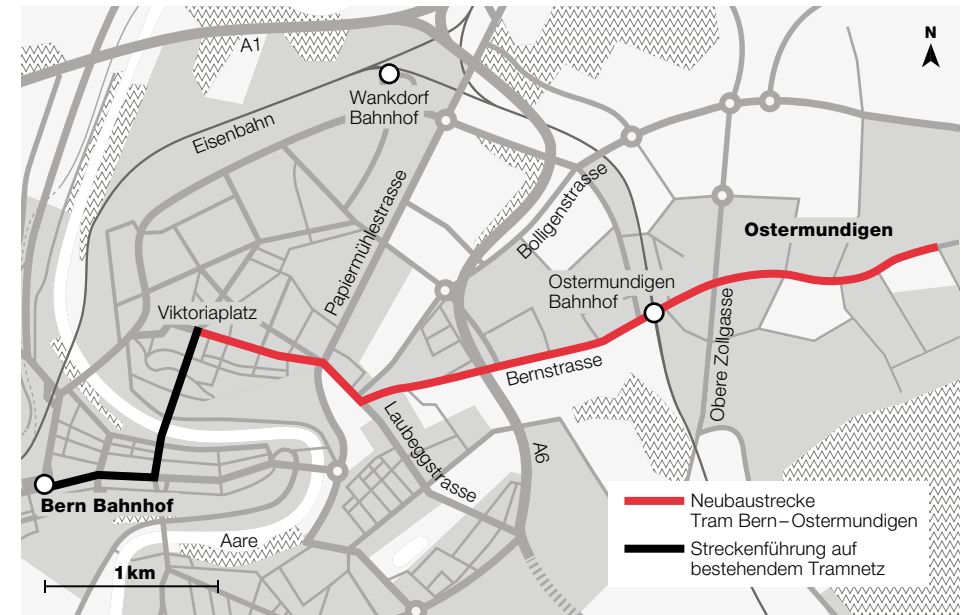 A1
N
Wankdorf
Bahnhof
Eisenbahn
Papiermühlestrasse
Bolligenstrasse
Ostermundigen
Ostermundigen
Bahnhof
Viktoriaplatz
Obere Zollgasse
Bernstrasse
Laubeggstrasse
A6
Bern Bahnhof
Aare
1 km
Neubaustrecke
Tram Bern–Ostermundigen
Streckenführung auf
bestehendem Tramnetz